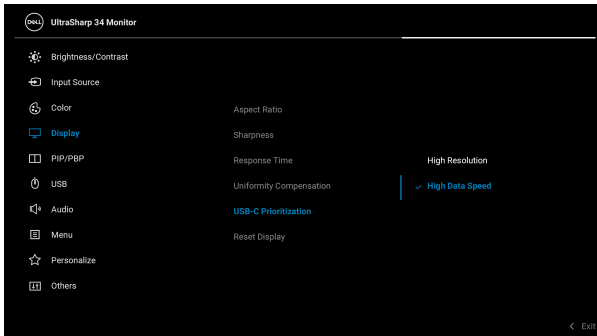 DELL UltraSharp 34 Monitor
Brightness/Contrast
Input Source
Color
Display
PIP/PBP
USB
Audio
Menu
Personalize
Others
Aspect Ratio
Sharpness
Response Time
Uniformity Compensation
USB-C Prioritization
Reset Display
High Resolution
High Data Speed
Exit